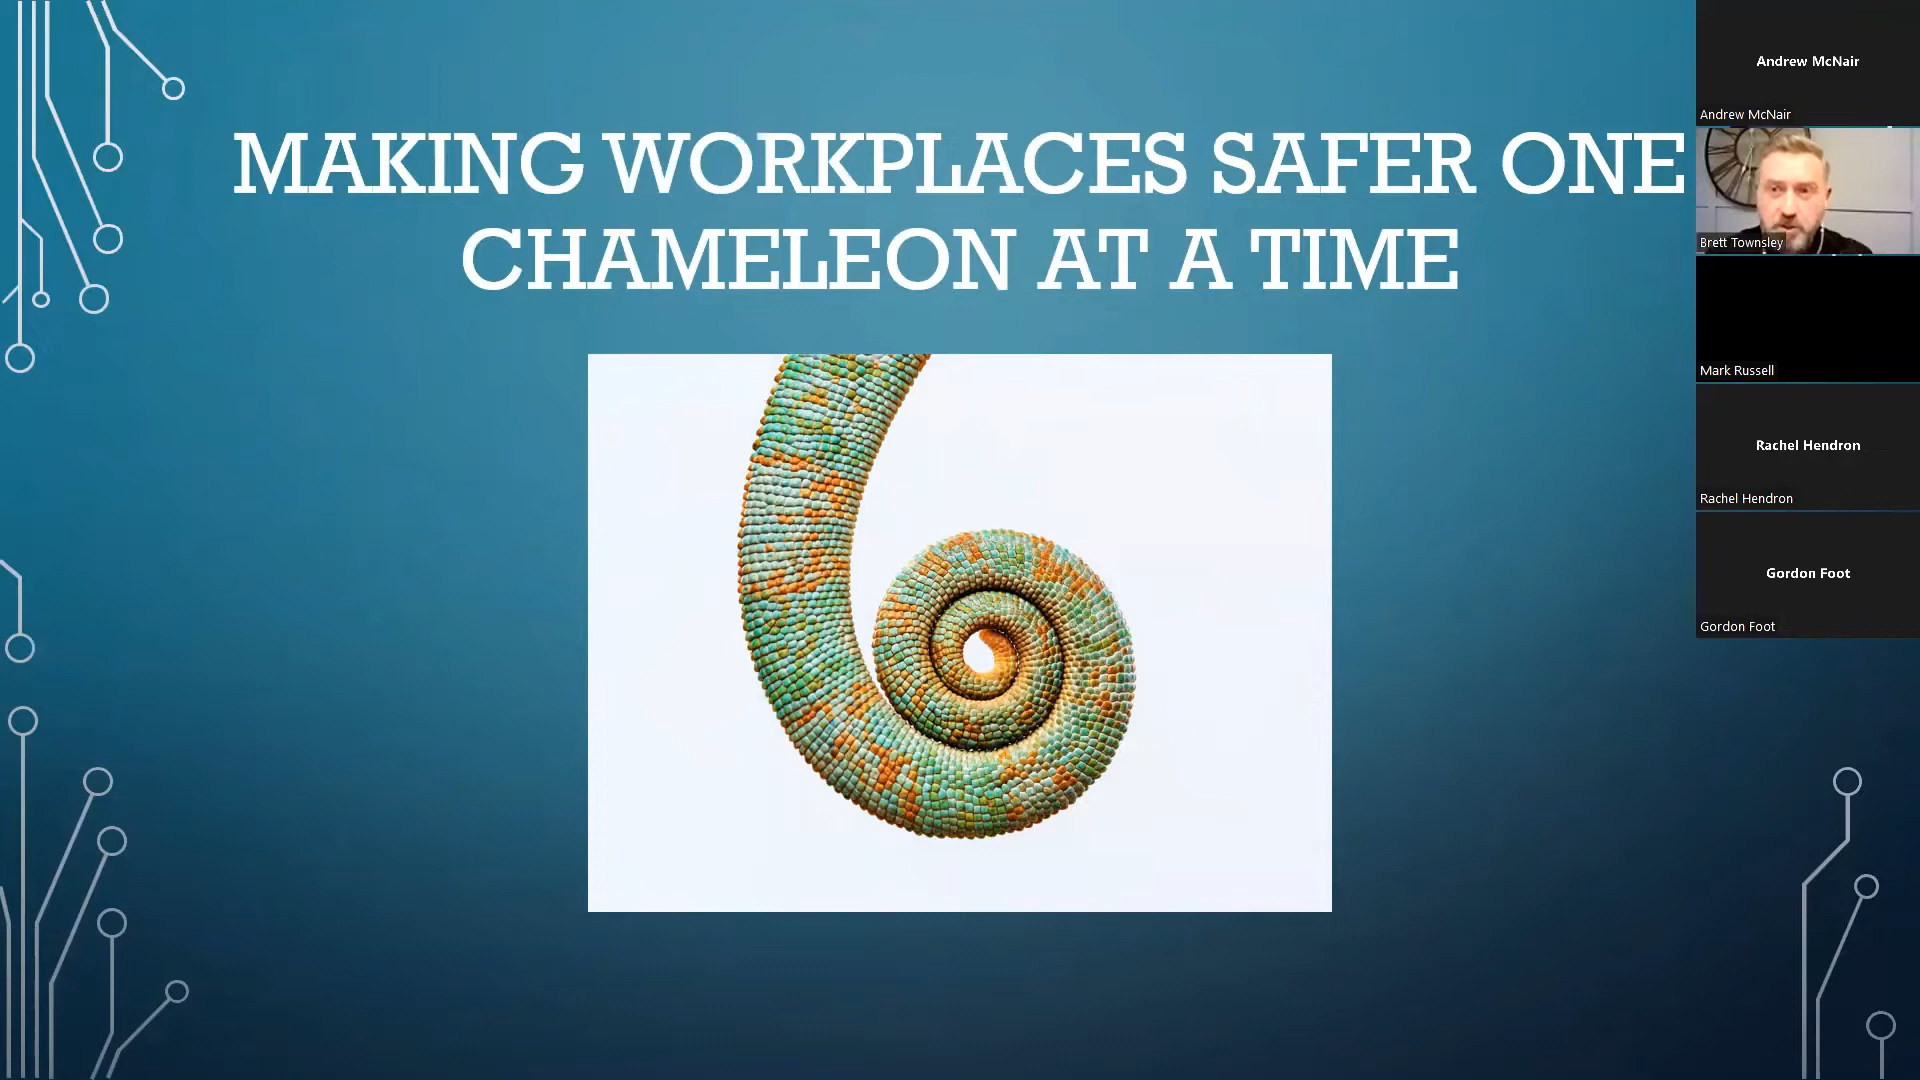 MAKING WORKPLACES SAFER ONE
CHAMELEON AT A TIME
Andrew McNair
Andrew McNair
Brett Townsley
Mark Russell
Rachel Hendron
Rachel Hendron
Gordon Foot
Gordon Foot